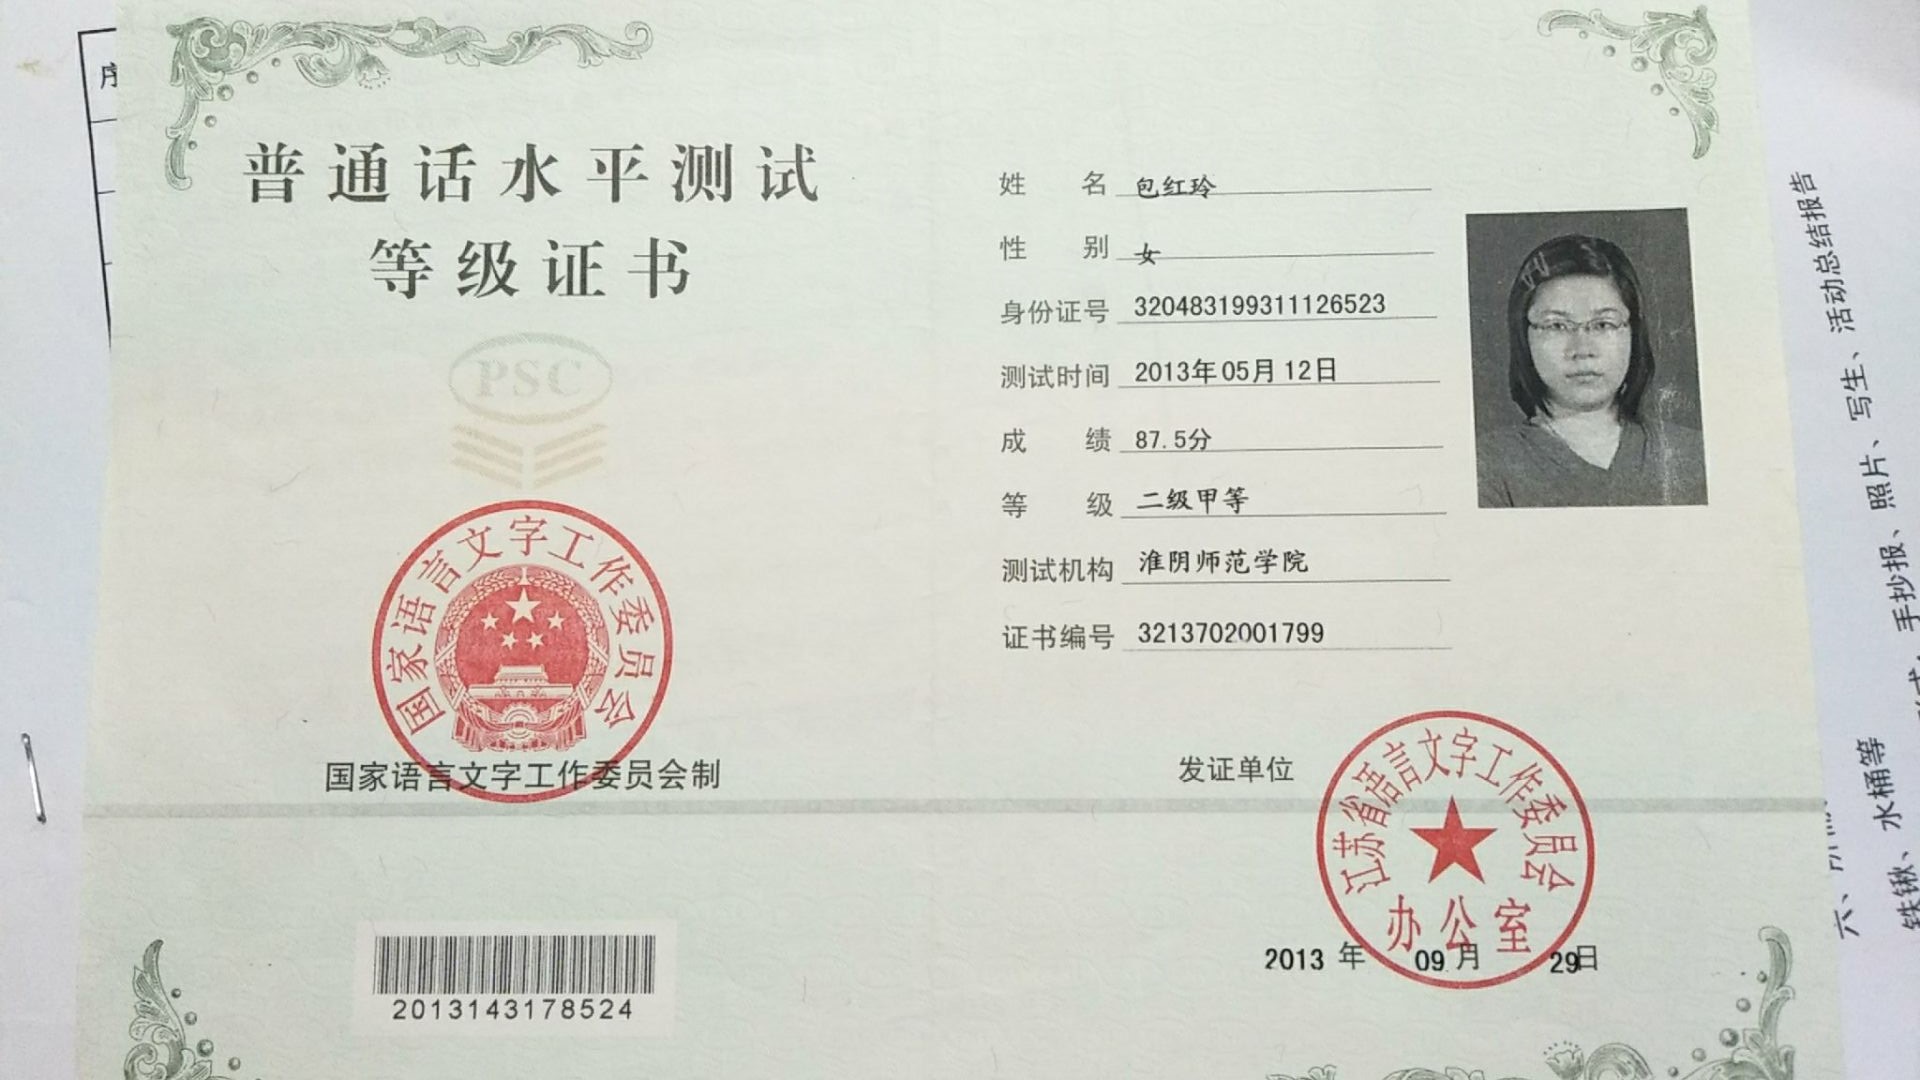 序
普通话水平测试
等级证书
PSC
国家语言文字工作委员会
国家语言文字工作委员会制
2013143178524
姓名 包红玲
性别 女
身份证号 320483199311126523
测试时间 2013年05月12日
成绩 87.5分
等级 二级甲等
测试机构 淮阴师范学院
证书编号 3213702001799
发证单位
江苏省语言文字工作委员会
办公室
2013年09月29日
手抄报、照片、写生、活动总结报告
六、
铁锹、水桶等